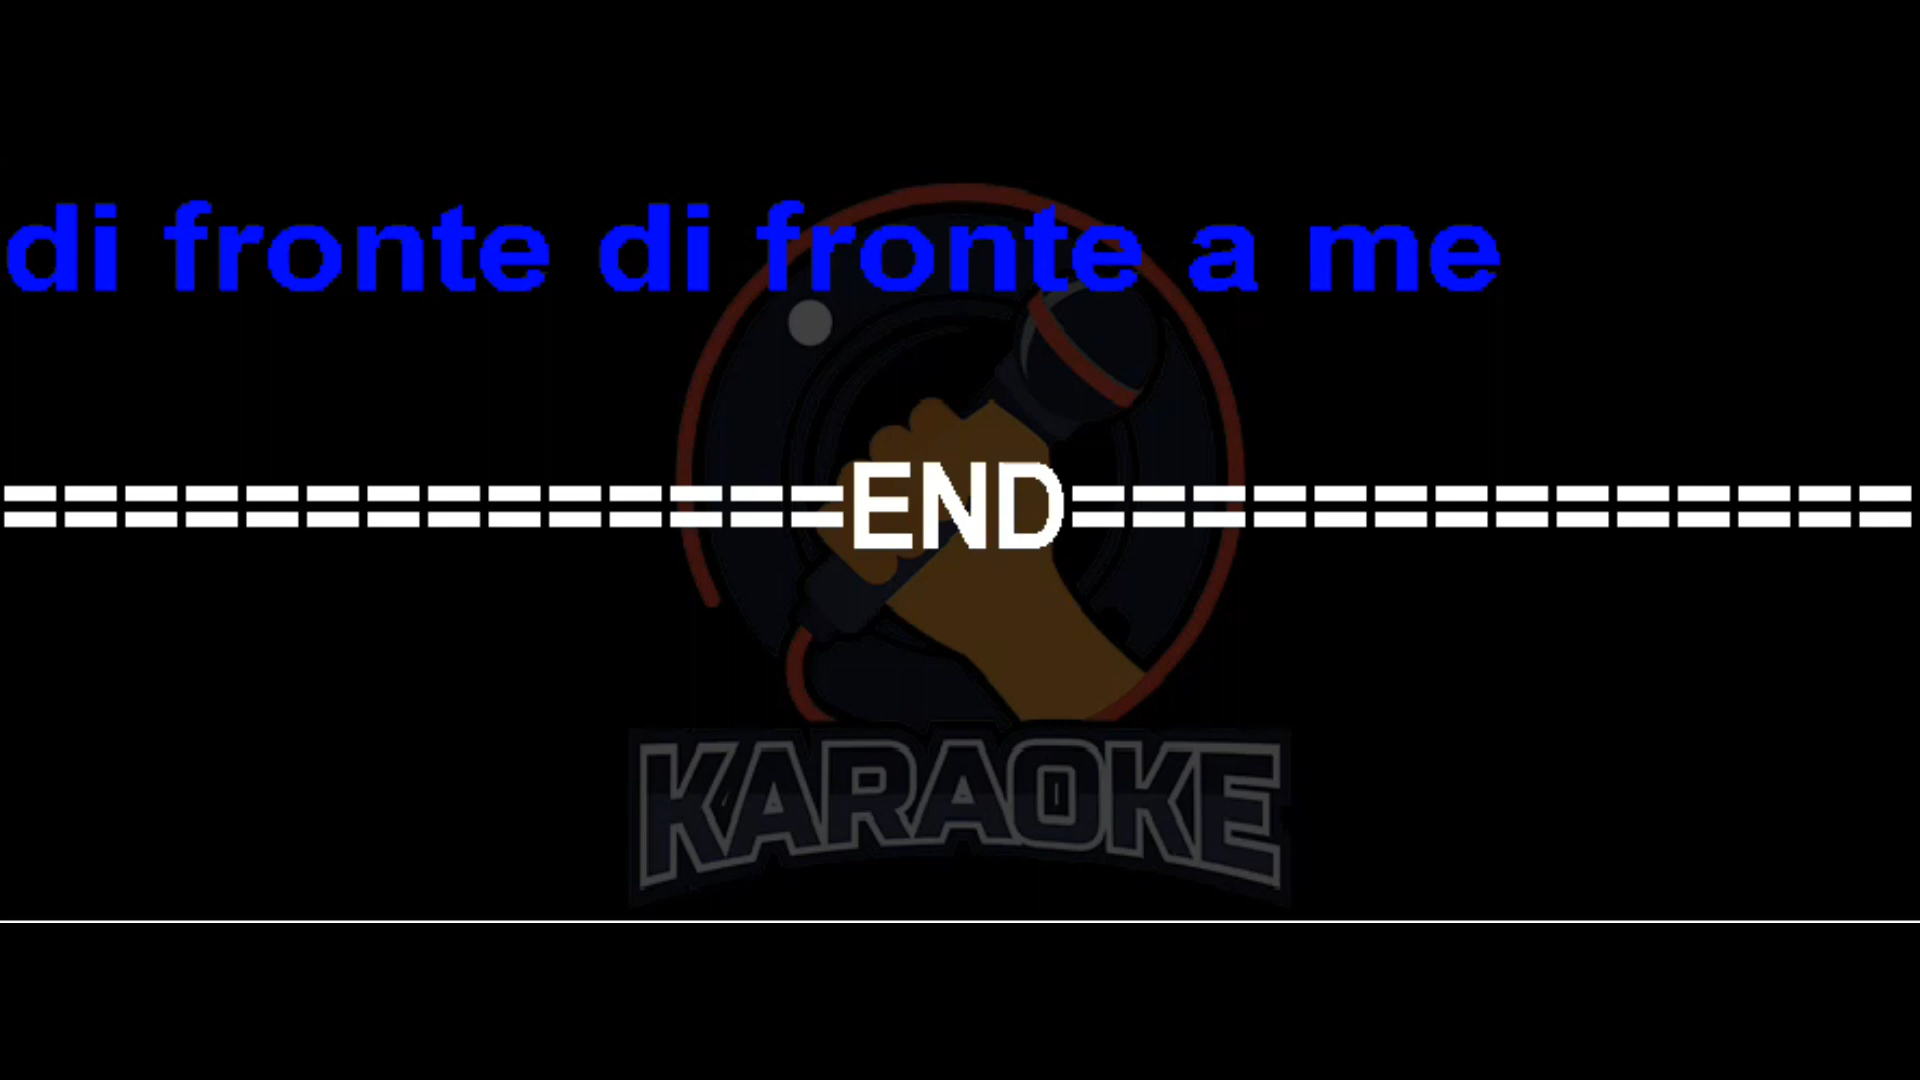 di fronte di fronte a me
==============END==============
KARAOKE